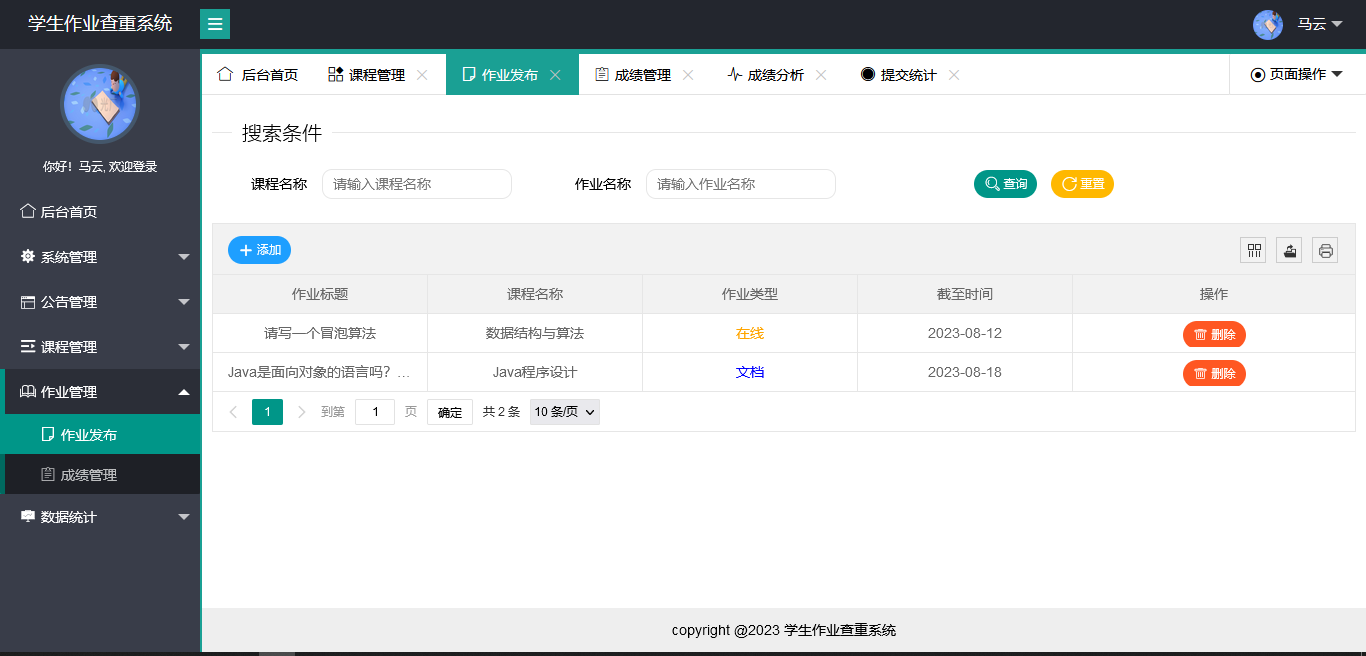 学生作业查重系统
马云
你好！马云, 欢迎登录
后台首页
系统管理
公告管理
课程管理
作业管理
作业发布
成绩管理
数据统计
后台首页 课程管理 作业发布 成绩管理 成绩分析 提交统计 页面操作
搜索条件
课程名称 请输入课程名称 作业名称 请输入作业名称 查询 重置
添加
作业标题 课程名称 作业类型 截至时间 操作
请写一个冒泡算法 数据结构与算法 在线 2023-08-12 删除
Java是面向对象的语言吗？... Java程序设计 文档 2023-08-18 删除
1 到第 1 页 确定 共 2 条 10 条/页
copyright @2023 学生作业查重系统